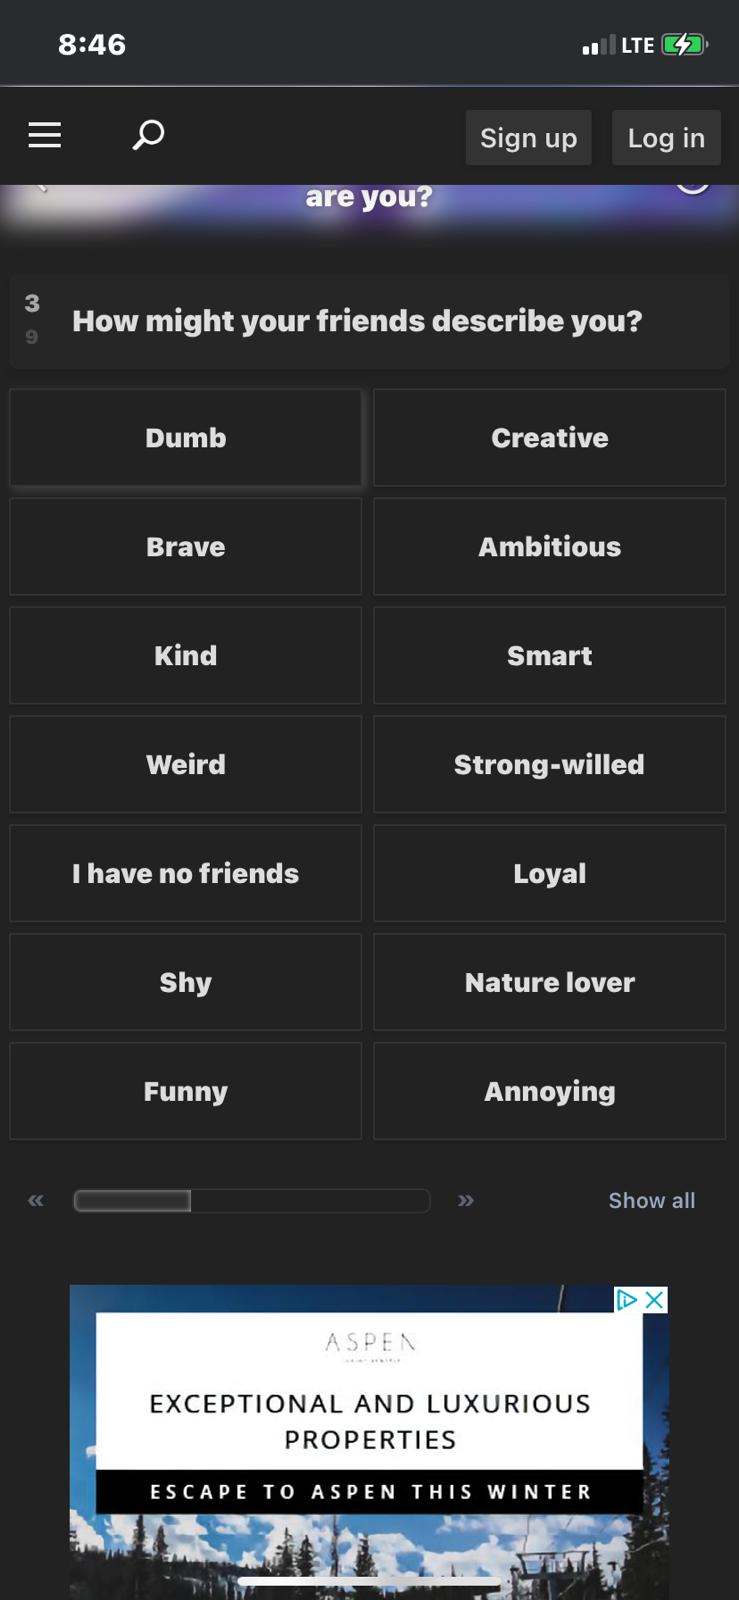 8:46
LTE
Sign up
Log in
are you?
3
9
How might your friends describe you?
Dumb
Creative
Brave
Ambitious
Kind
Smart
Weird
Strong-willed
I have no friends
Loyal
Shy
Nature lover
Funny
Annoying
«
»
Show all
ASPEN
EXCEPTIONAL AND LUXURIOUS
PROPERTIES
ESCAPE TO ASPEN THIS WINTER